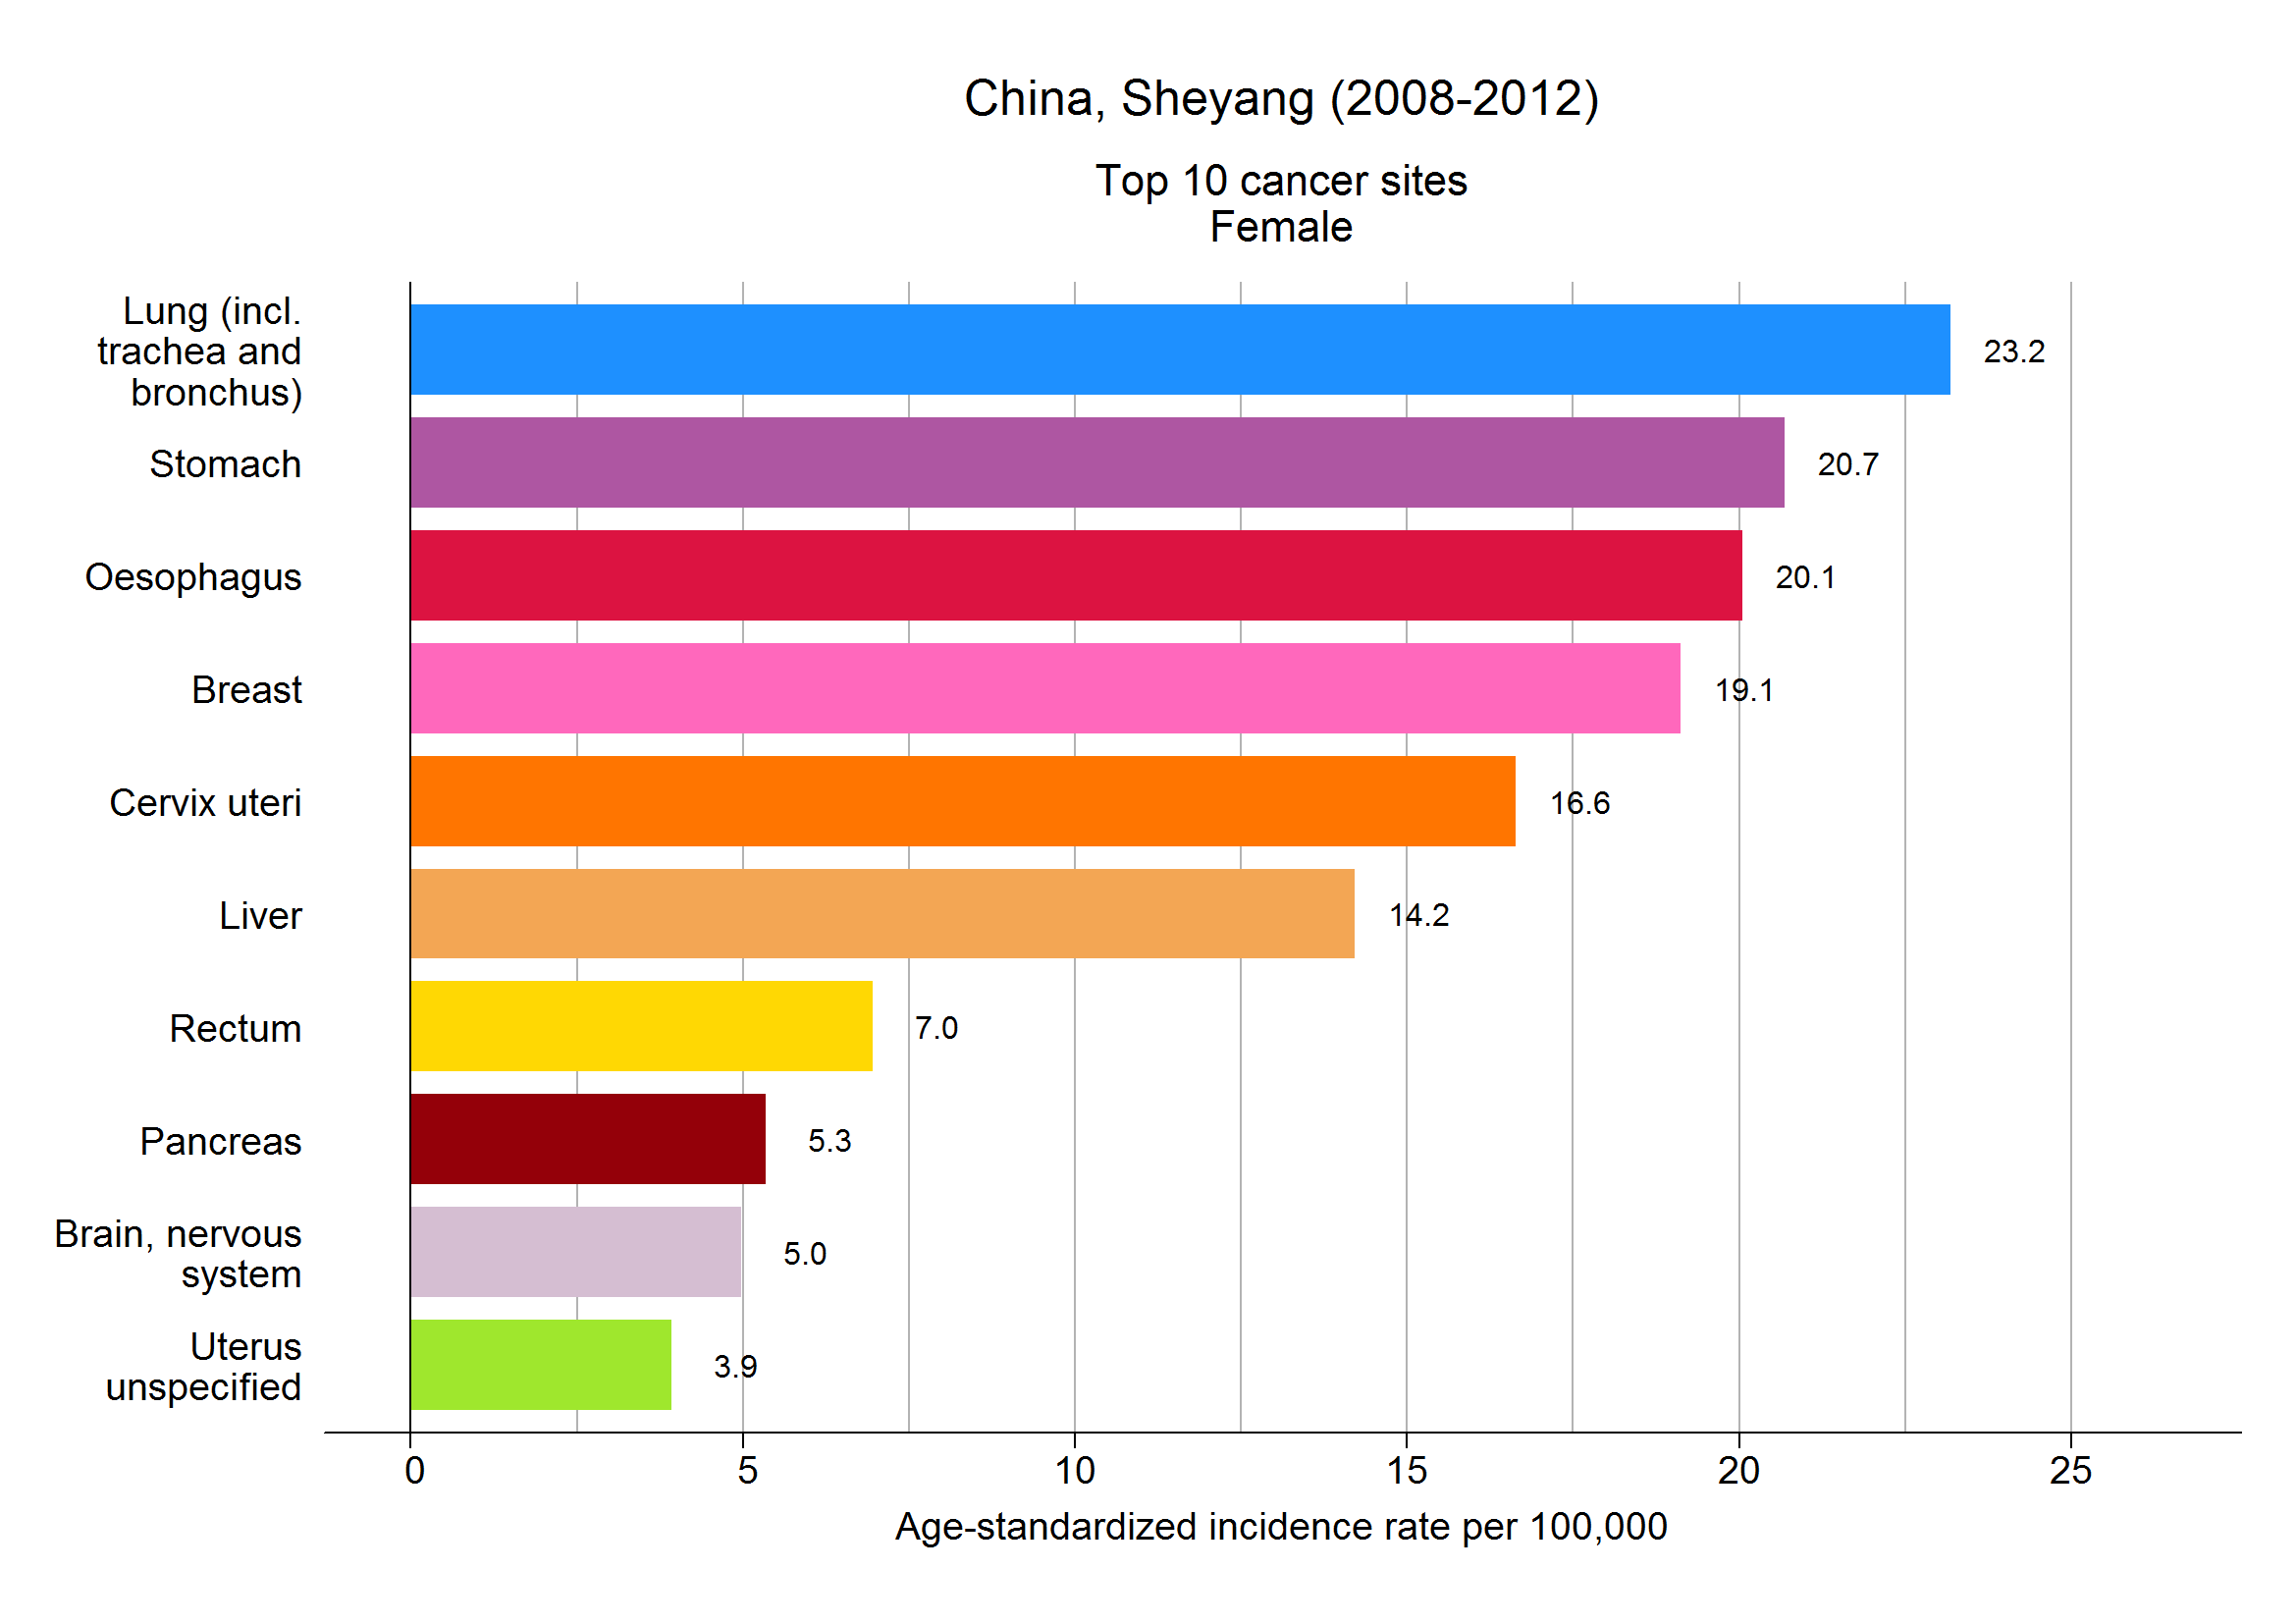 China, Sheyang (2008-2012)
Top 10 cancer sites
Female
Lung (incl.
trachea and
bronchus)
23.2
Stomach
20.7
Oesophagus
20.1
Breast
19.1
Cervix uteri
16.6
Liver
14.2
Rectum
7.0
Pancreas
5.3
Brain, nervous
system
5.0
Uterus
unspecified
3.9
0 5 10 15 20 25
Age-standardized incidence rate per 100,000